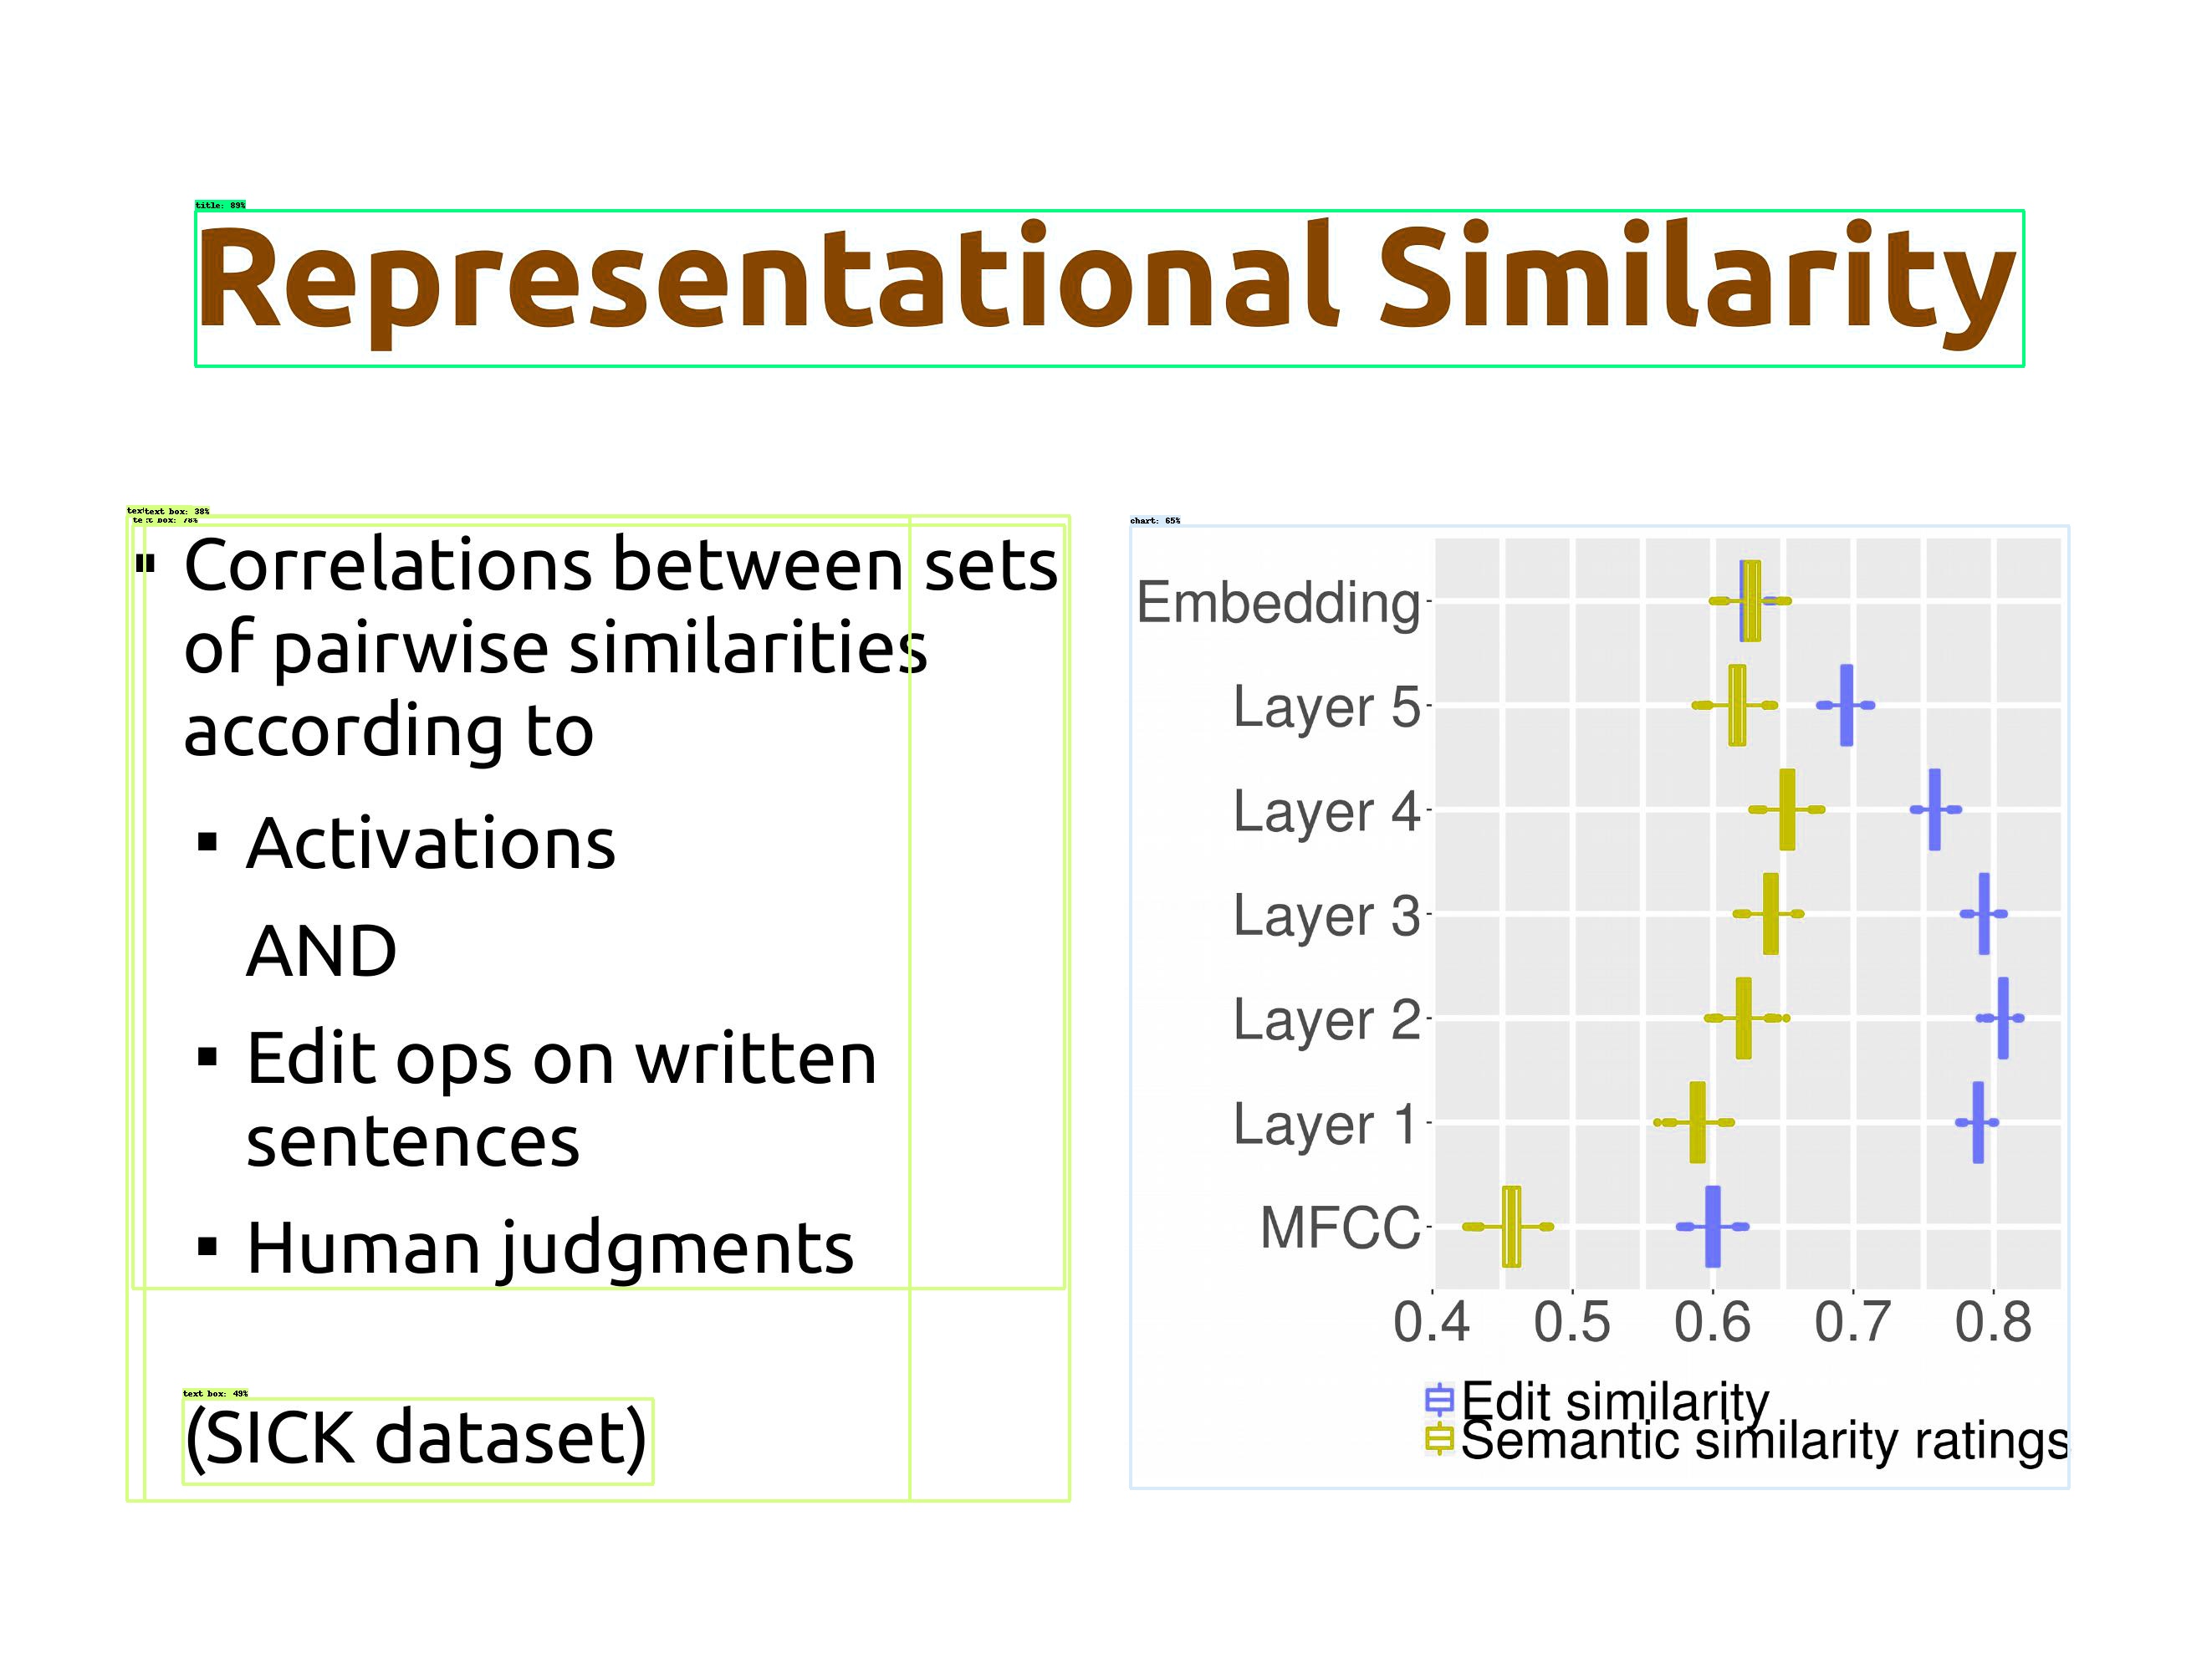 title: 89%
Representational Similarity
text box: 38%
text box: 78%
▪ Correlations between sets
of pairwise similarities
according to
▪ Activations
AND
▪ Edit ops on written
sentences
▪ Human judgments
text box: 49%
(SICK dataset)
chart: 65%
Embedding
Layer 5
Layer 4
Layer 3
Layer 2
Layer 1
MFCC
0.4 0.5 0.6 0.7 0.8
Edit similarity
Semantic similarity ratings